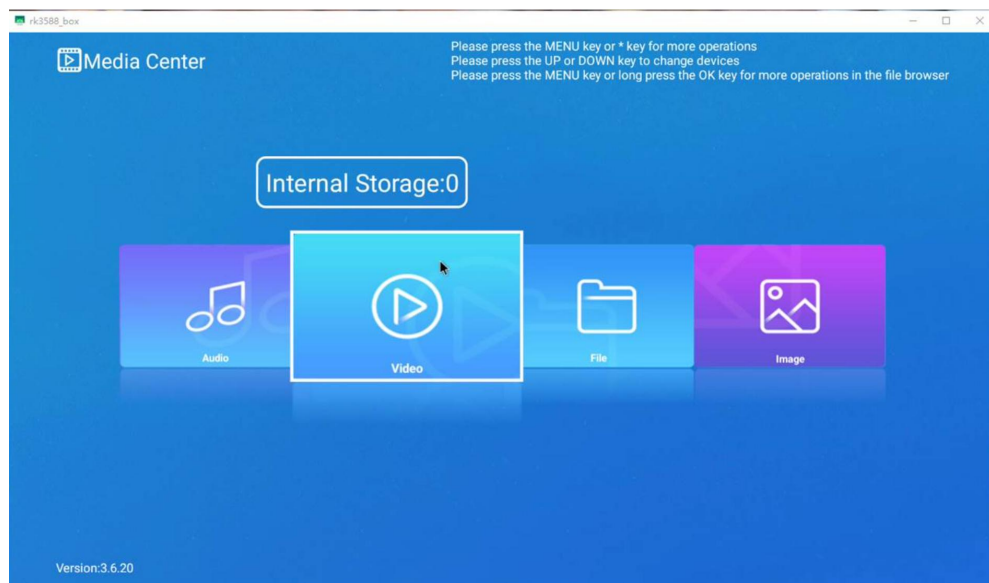 rk3588_box
Media Center
Please press the MENU key or * key for more operations
Please press the UP or DOWN key to change devices
Please press the MENU key or long press the OK key for more operations in the file browser
Internal Storage:0
Audio
Video
File
Image
Version:3.6.20